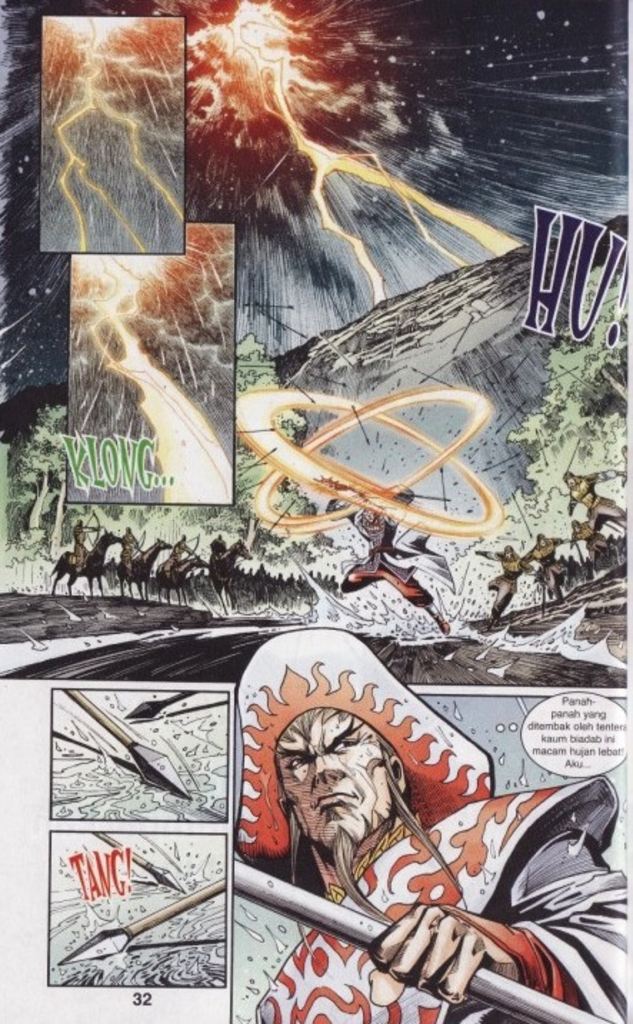 HU!
KLONG...
Panah-
panah yang
ditembak oleh tentera
kaum biadab ini
macam hujan lebat!
Aku...
TANG!
32